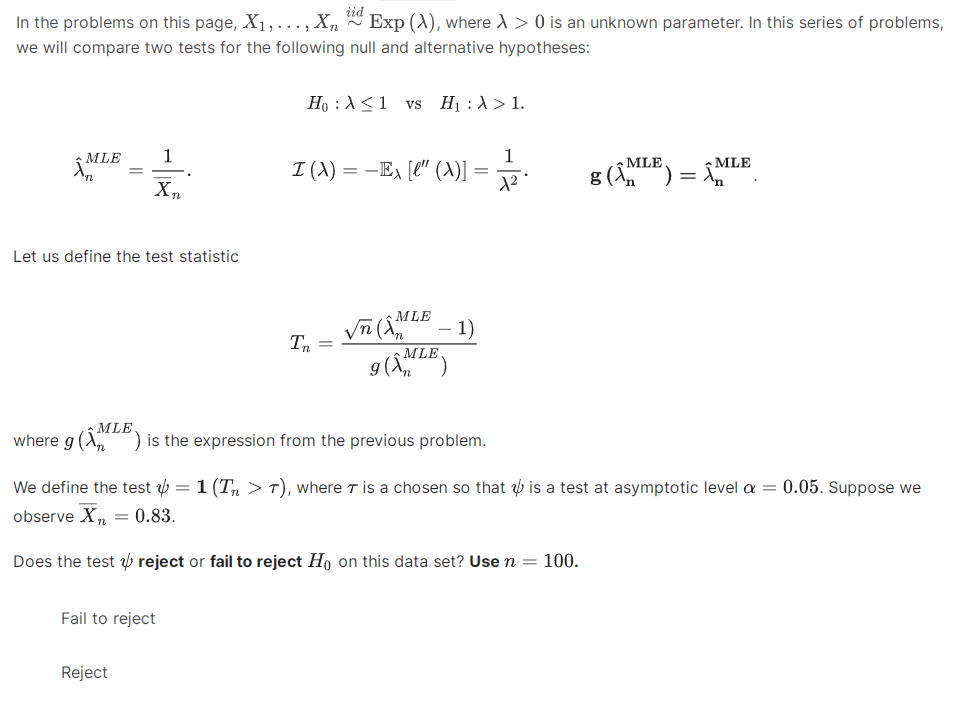 In the problems on this page, $X_1, \ldots, X_n \overset{iid}{\sim} \text{Exp}(\lambda)$, where $\lambda > 0$ is an unknown parameter. In this series of problems,
we will compare two tests for the following null and alternative hypotheses:
$H_0 : \lambda \leq 1 \quad \text{vs} \quad H_1 : \lambda > 1.$
$\hat{\lambda}_n^{MLE} = \frac{1}{\overline{X}_n}.$ $\mathcal{I}(\lambda) = -\mathbb{E}_\lambda[\ell''(\lambda)] = \frac{1}{\lambda^2}.$ $\mathbf{g(\hat{\lambda}_n^{MLE}) = \hat{\lambda}_n^{MLE}}.$
Let us define the test statistic
$T_n = \frac{\sqrt{n}(\hat{\lambda}_n^{MLE} - 1)}{g(\hat{\lambda}_n^{MLE})}$
where $g(\hat{\lambda}_n^{MLE})$ is the expression from the previous problem.
We define the test $\psi = \mathbf{1}(T_n > \tau)$, where $\tau$ is a chosen so that $\psi$ is a test at asymptotic level $\alpha = 0.05$. Suppose we
observe $\overline{X}_n = 0.83$.
Does the test $\psi$ reject or fail to reject $H_0$ on this data set? Use $n = 100$.
Fail to reject
Reject